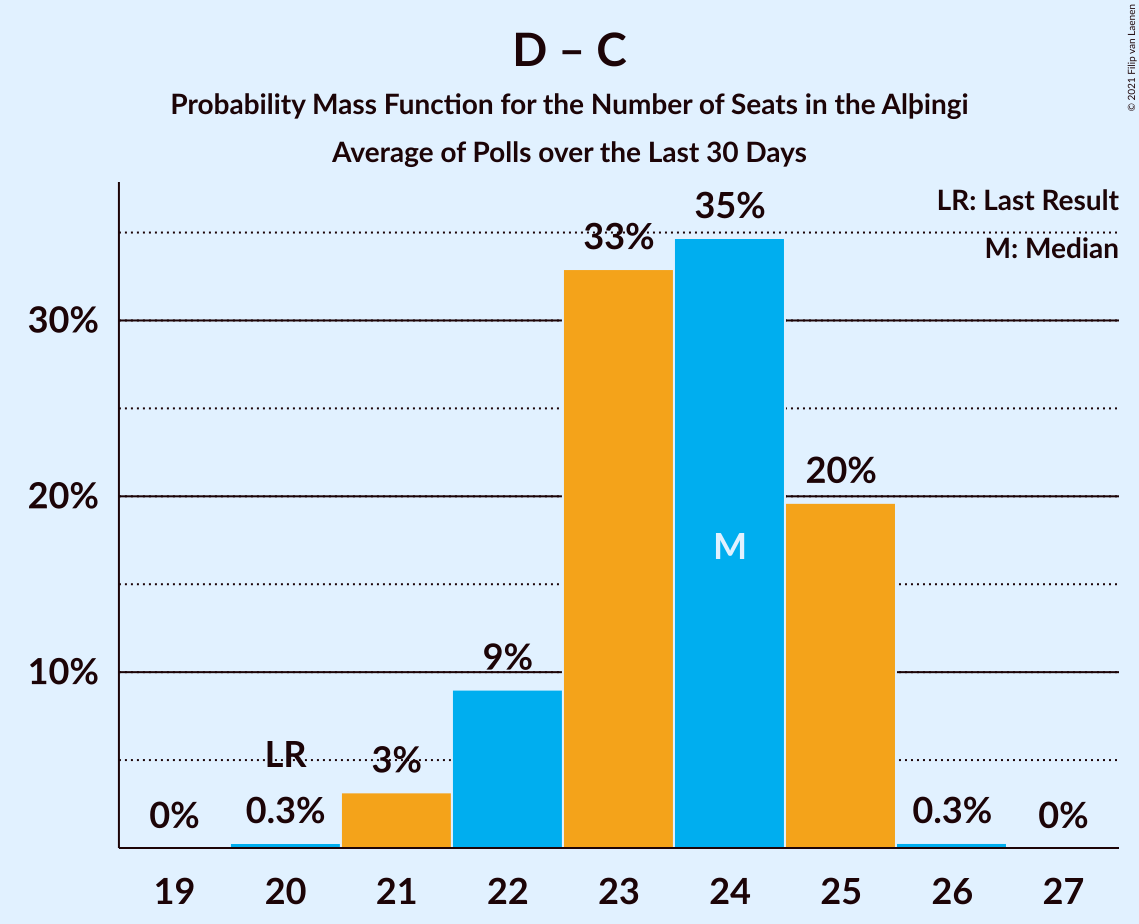 D – C
Probability Mass Function for the Number of Seats in the Alþingi
Average of Polls over the Last 30 Days
© 2021 Filip van Laenen
LR: Last Result
M: Median
35%
33%
30%
20%
20%
M
9%
10%
LR
3%
0%
0.3%
0.3%
0%
19 20 21 22 23 24 25 26 27